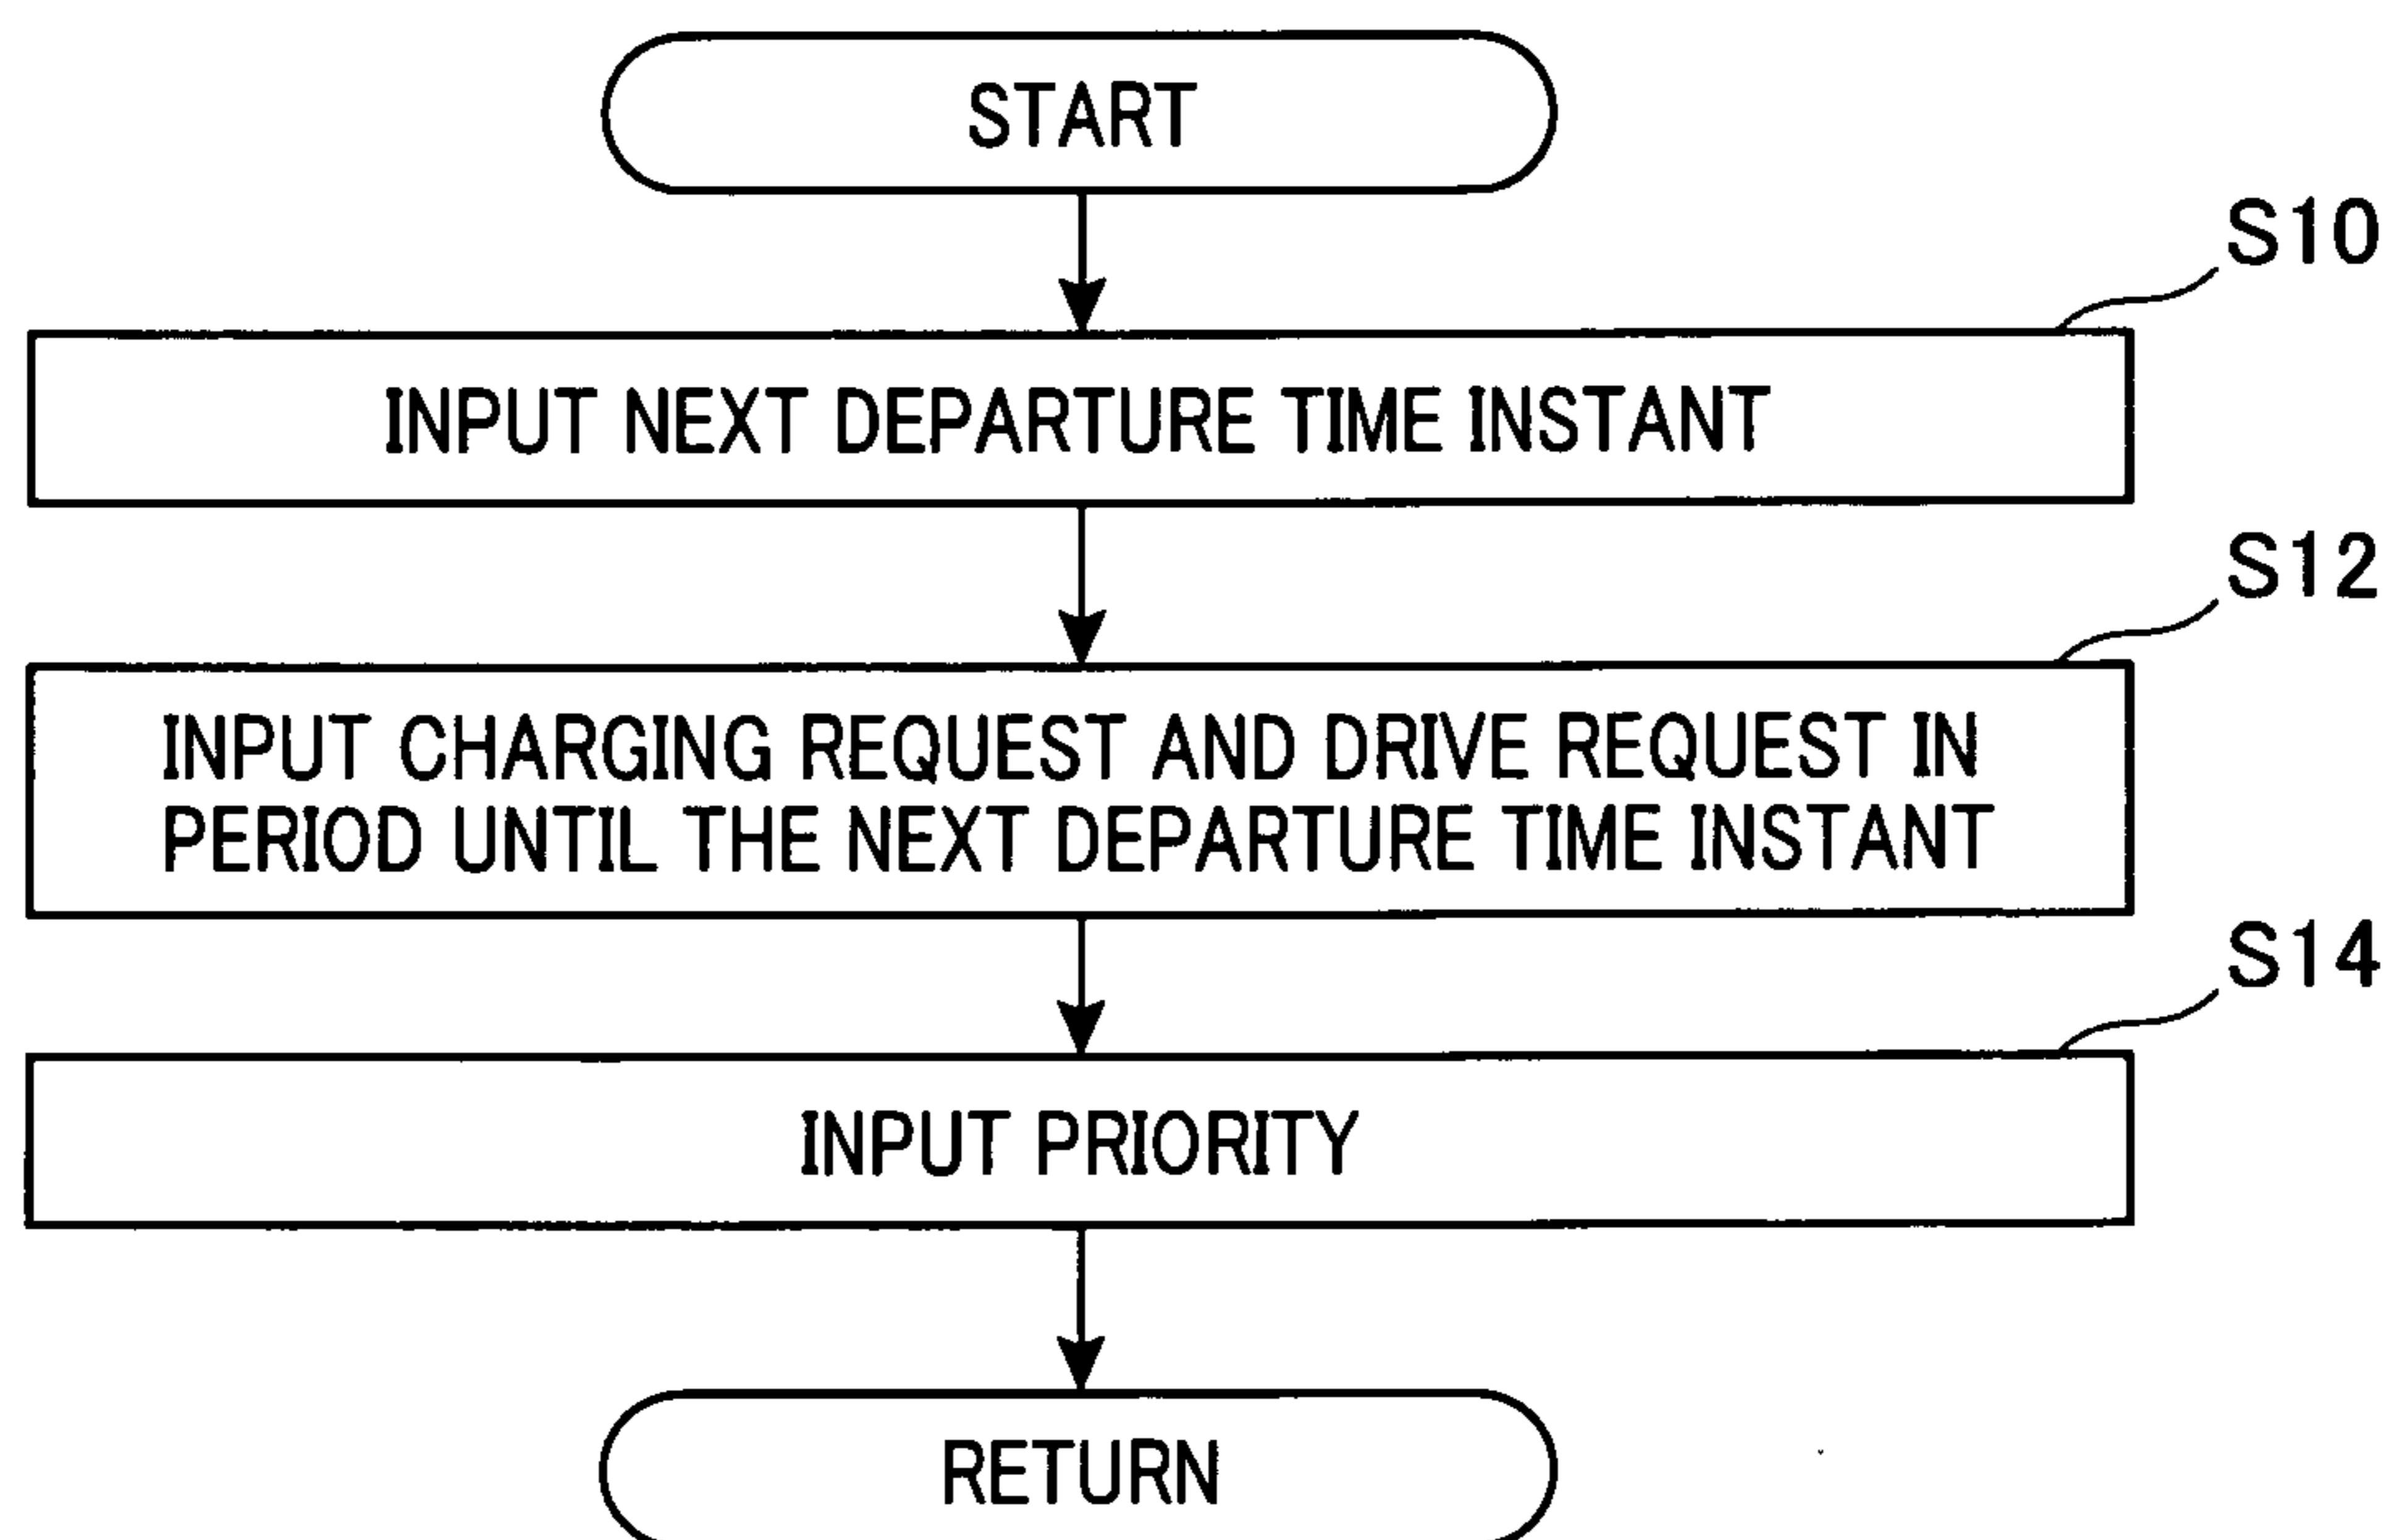 START
S10
INPUT NEXT DEPARTURE TIME INSTANT
S12
INPUT CHARGING REQUEST AND DRIVE REQUEST IN
PERIOD UNTIL THE NEXT DEPARTURE TIME INSTANT
S14
INPUT PRIORITY
RETURN